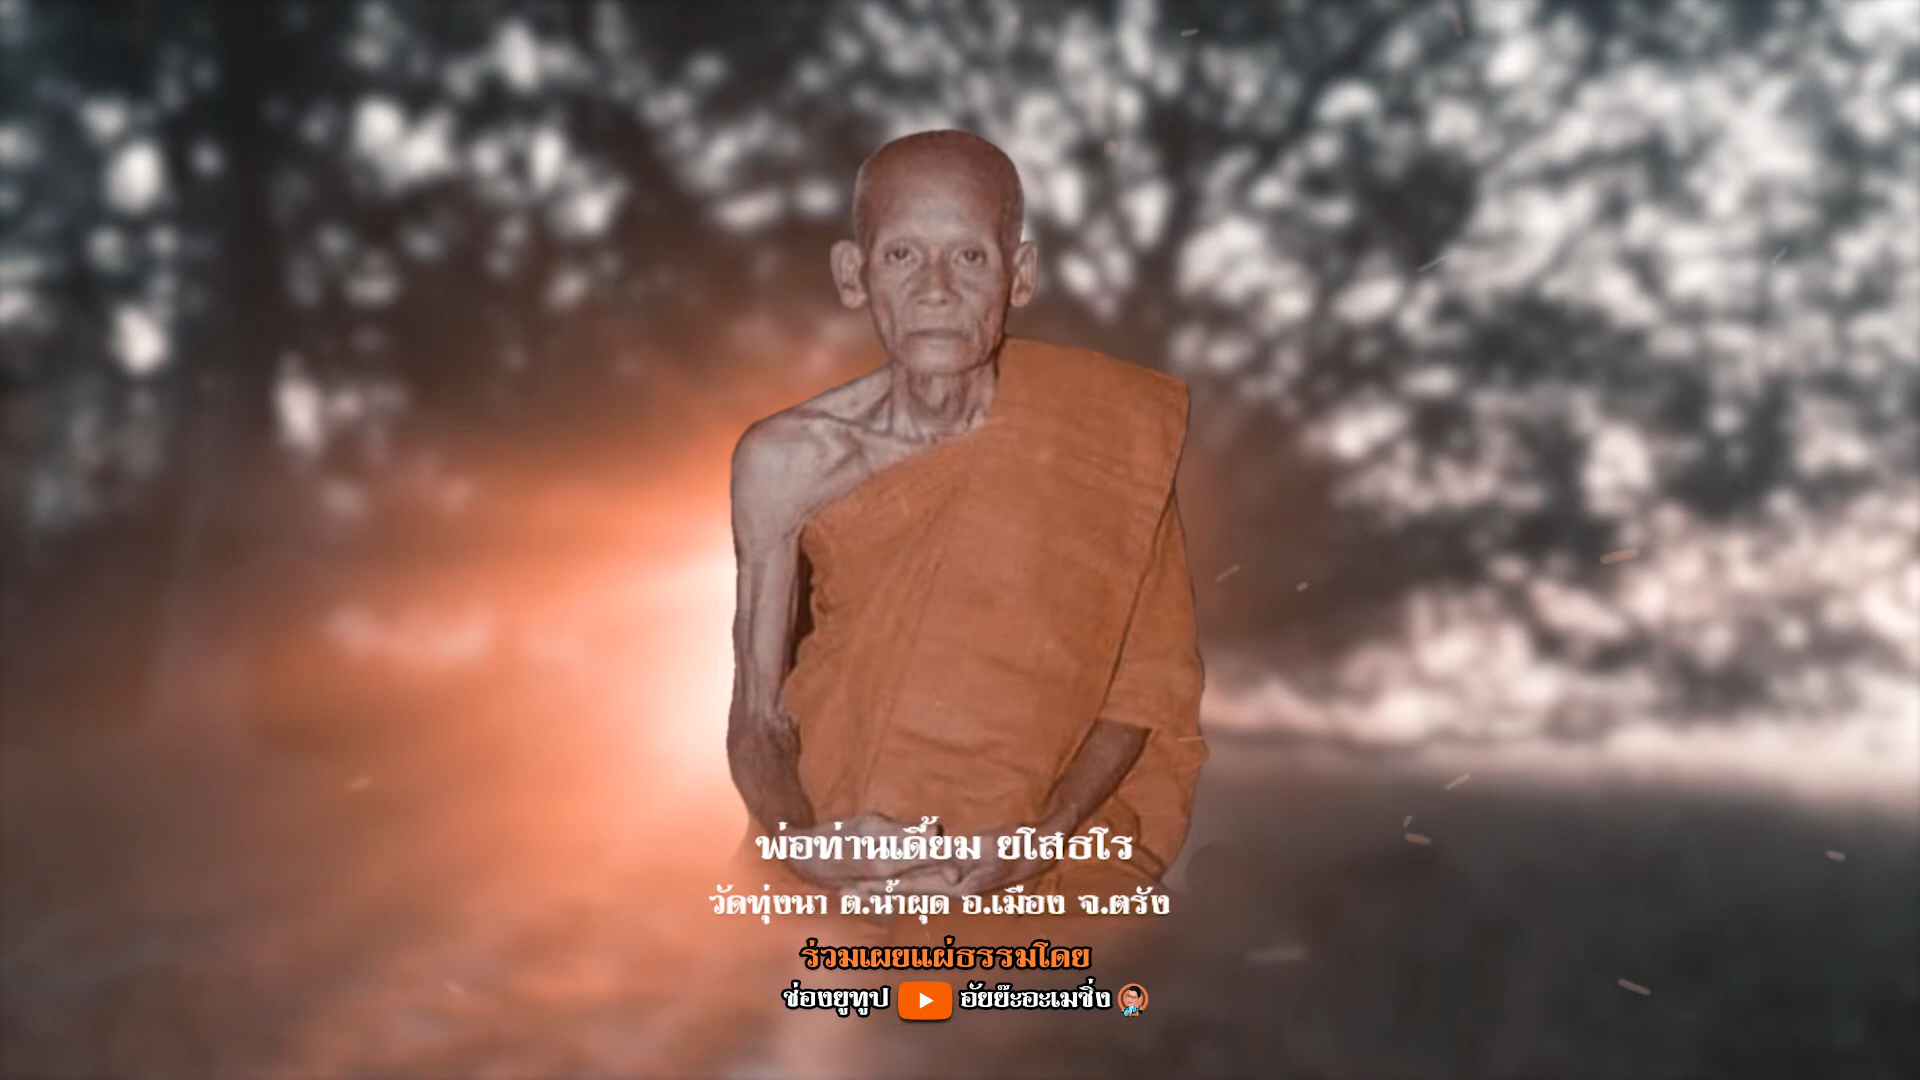 พ่อท่านเดี้ยม ยโสธโร
วัดทุ่งนา ต.น้ำผุด อ.เมือง จ.ตรัง
ร่วมเผยแผ่ธรรมโดย
ช่องยูทูป อัยย๊ะอะเมซิ่ง